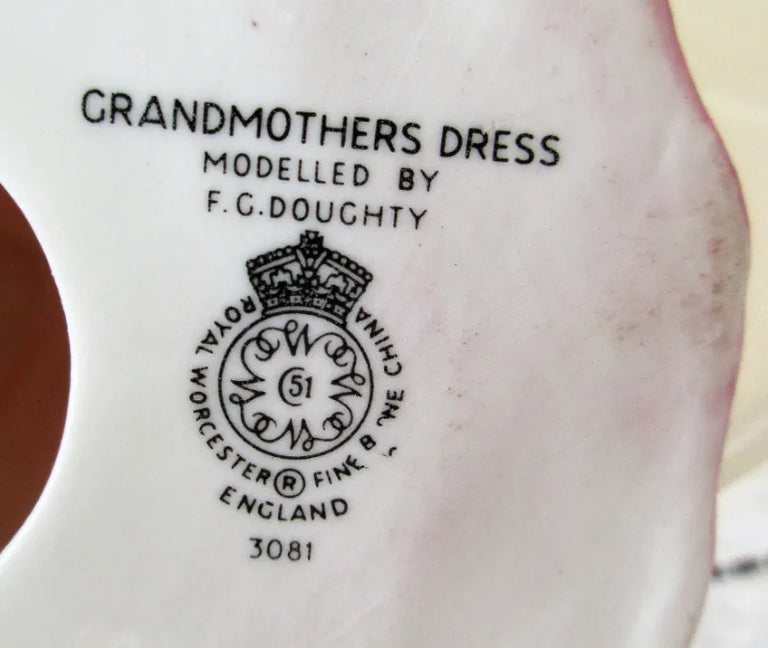 GRANDMOTHERS DRESS
MODELLED BY
F.G.DOUGHTY
ROYAL WORCESTER ® FINE BONE CHINA
51
ENGLAND
3081